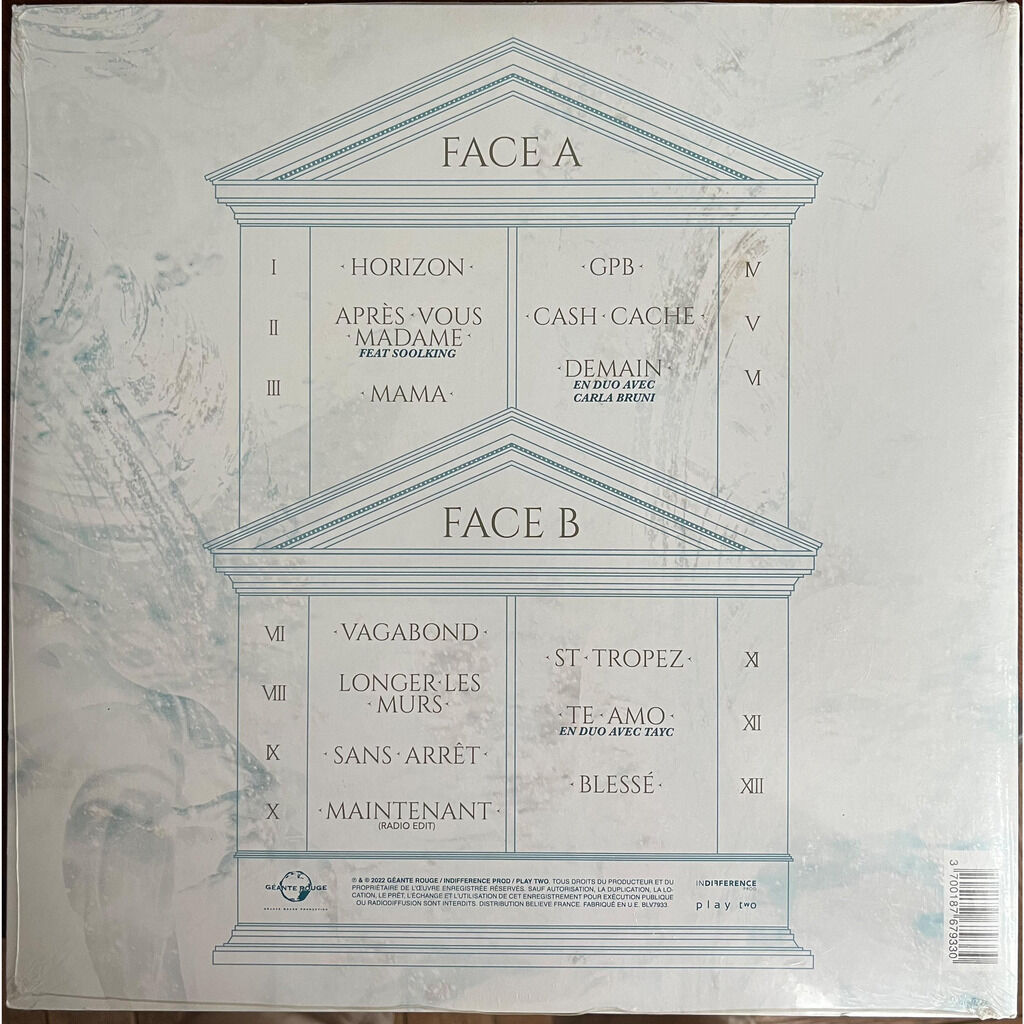 FACE A
I
HORIZON
II
APRÈS · VOUS
MADAME
FEAT SOOLKING
III
MAMA
GPB
IV
CASH · CACHE
V
DEMAIN
EN DUO AVEC
CARLA BRUNI
VI
FACE B
VII
VAGABOND
VIII
LONGER · LES
MURS
IX
SANS · ARRÊT
X
MAINTENANT
(RADIO EDIT)
ST · TROPEZ
XI
TE · AMO
EN DUO AVEC TAYC
XII
BLESSÉ
XIII
GÉANTE ROUGE
GÉANTE ROUGE PRODUCTION
℗ & © 2022 GÉANTE ROUGE / INDIFFERENCE PROD / PLAY TWO. TOUS DROITS DU PRODUCTEUR ET DU
PROPRIÉTAIRE DE L'ŒUVRE ENREGISTRÉE RÉSERVÉS. SAUF AUTORISATION, LA DUPLICATION, LA LO-
CATION, LE PRÊT, L'ÉCHANGE ET L'UTILISATION DE CET ENREGISTREMENT POUR EXÉCUTION PUBLIQUE
OU RADIODIFFUSION SONT INTERDITS. DISTRIBUTION BELIEVE FRANCE. FABRIQUÉ EN U.E. BLV7933.
INDIFFERENCE
PROD
play two
3 700187 679330